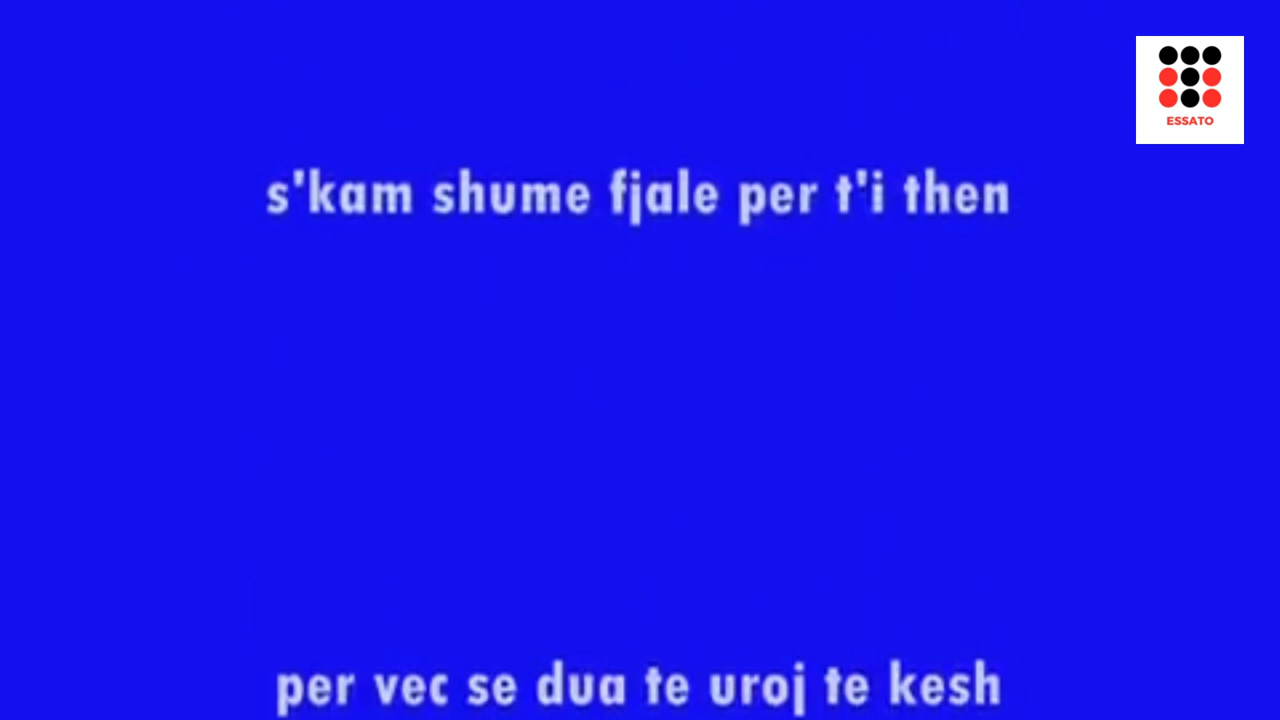 ESSATO
s'kam shume fjale per t'i then
per vec se dua te uroj te kesh